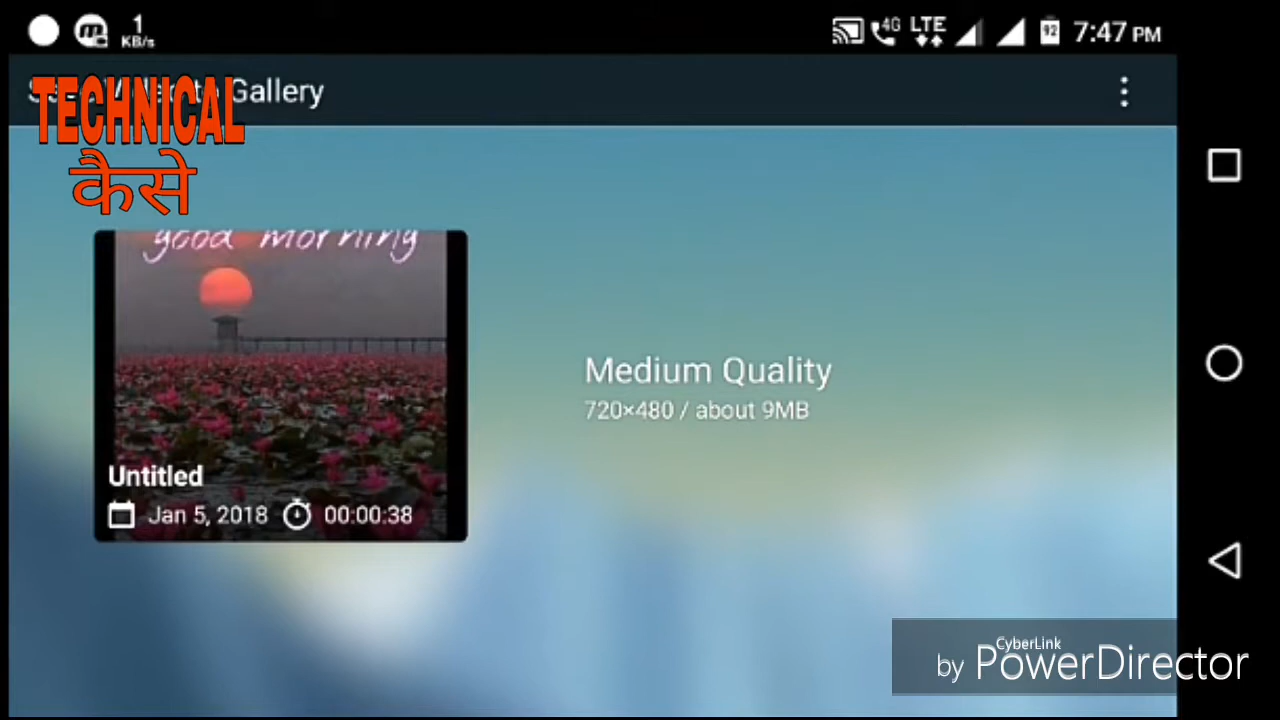 1
KB/s
4G LTE 92 7:47 PM
Gallery
TECHNICAL
कैसे
good morning
Medium Quality
720×480 / about 9MB
Untitled
Jan 5, 2018 00:00:38
CyberLink
by PowerDirector